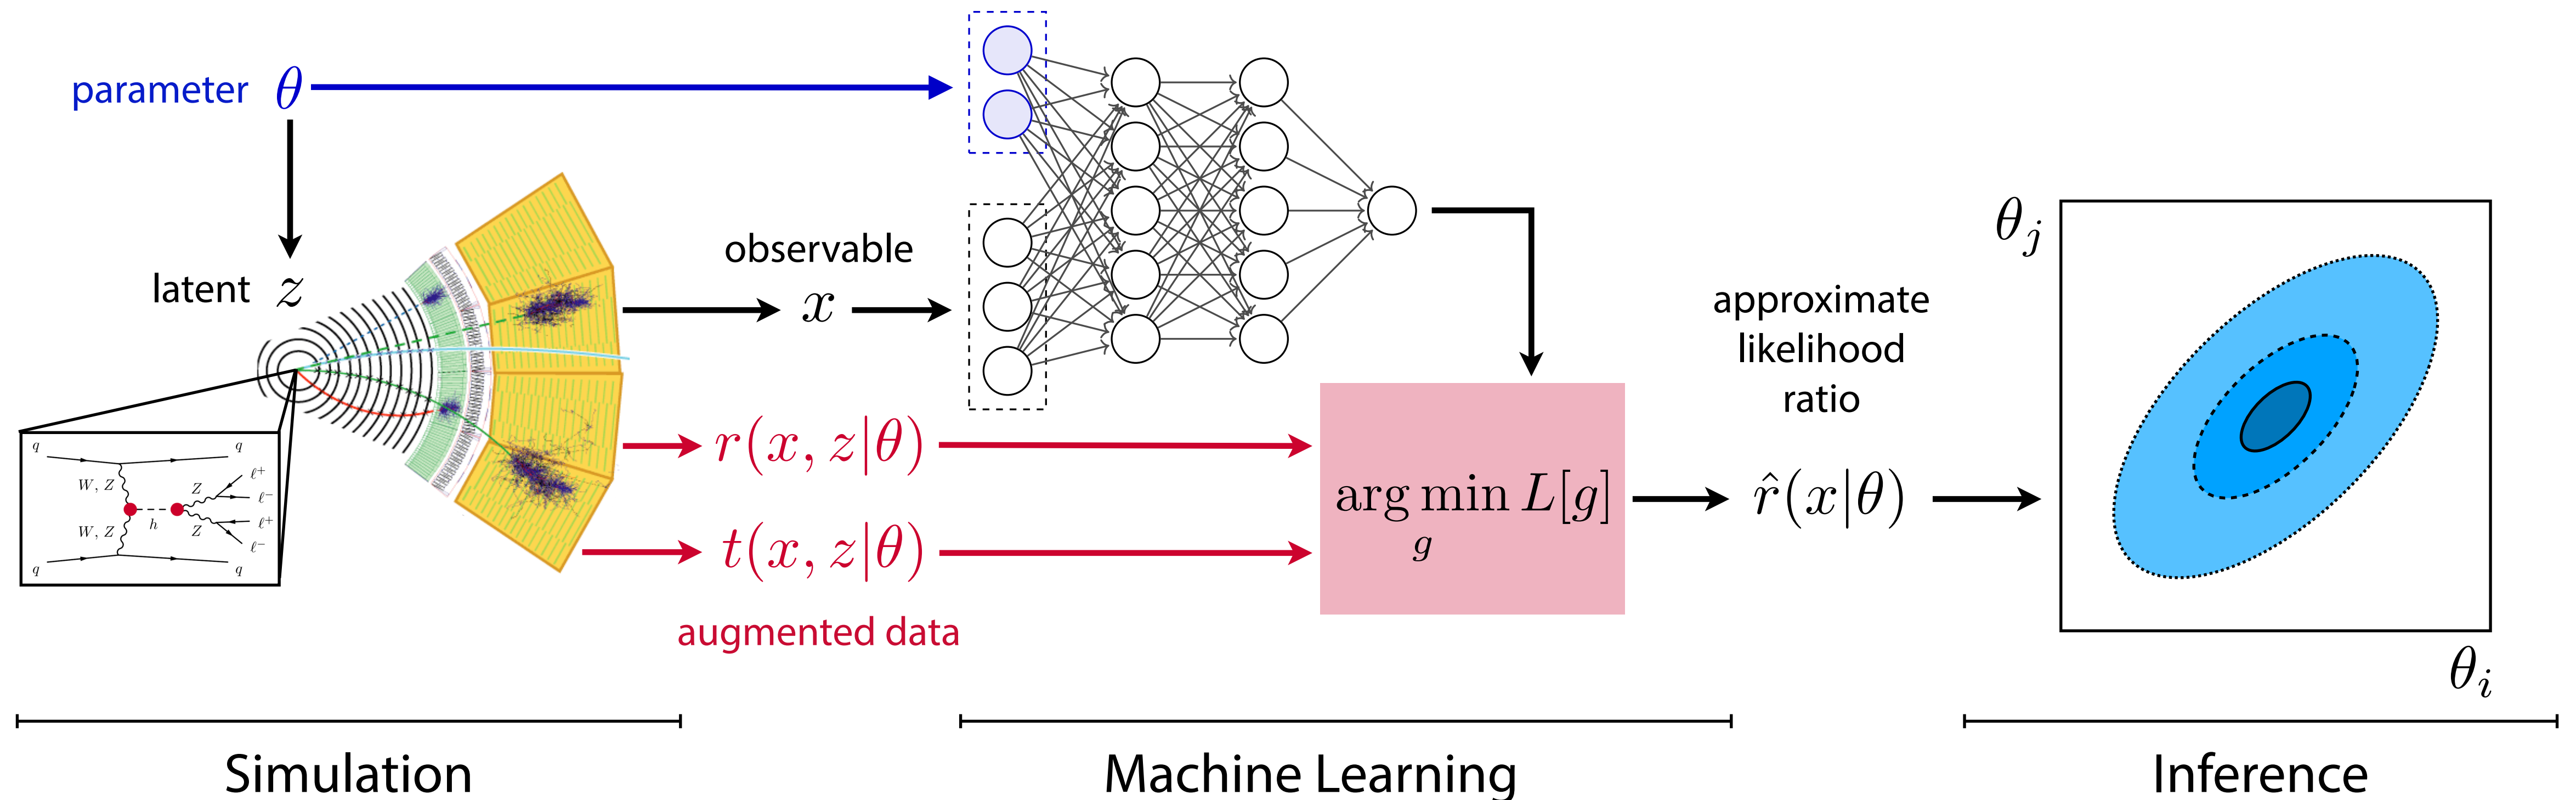 parameter θ
latent z
observable
x
q
q
W, Z
Z
ℓ+
ℓ−
h
W, Z
Z
ℓ+
ℓ−
q
q
r(x, z|θ)
t(x, z|θ)
augmented data
arg min L[g]
g
approximate
likelihood
ratio
r̂(x|θ)
θj
θi
Simulation
Machine Learning
Inference